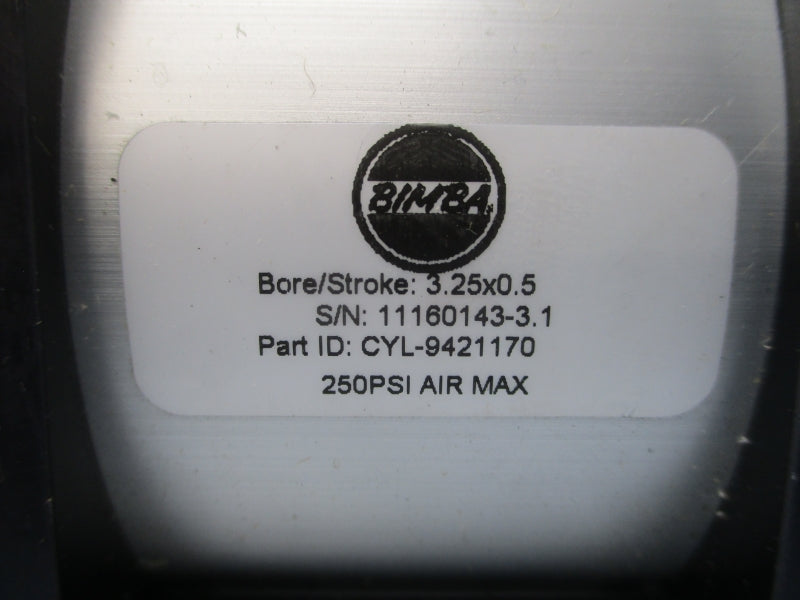 BIMBA
Bore/Stroke: 3.25x0.5
S/N: 11160143-3.1
Part ID: CYL-9421170
250PSI AIR MAX